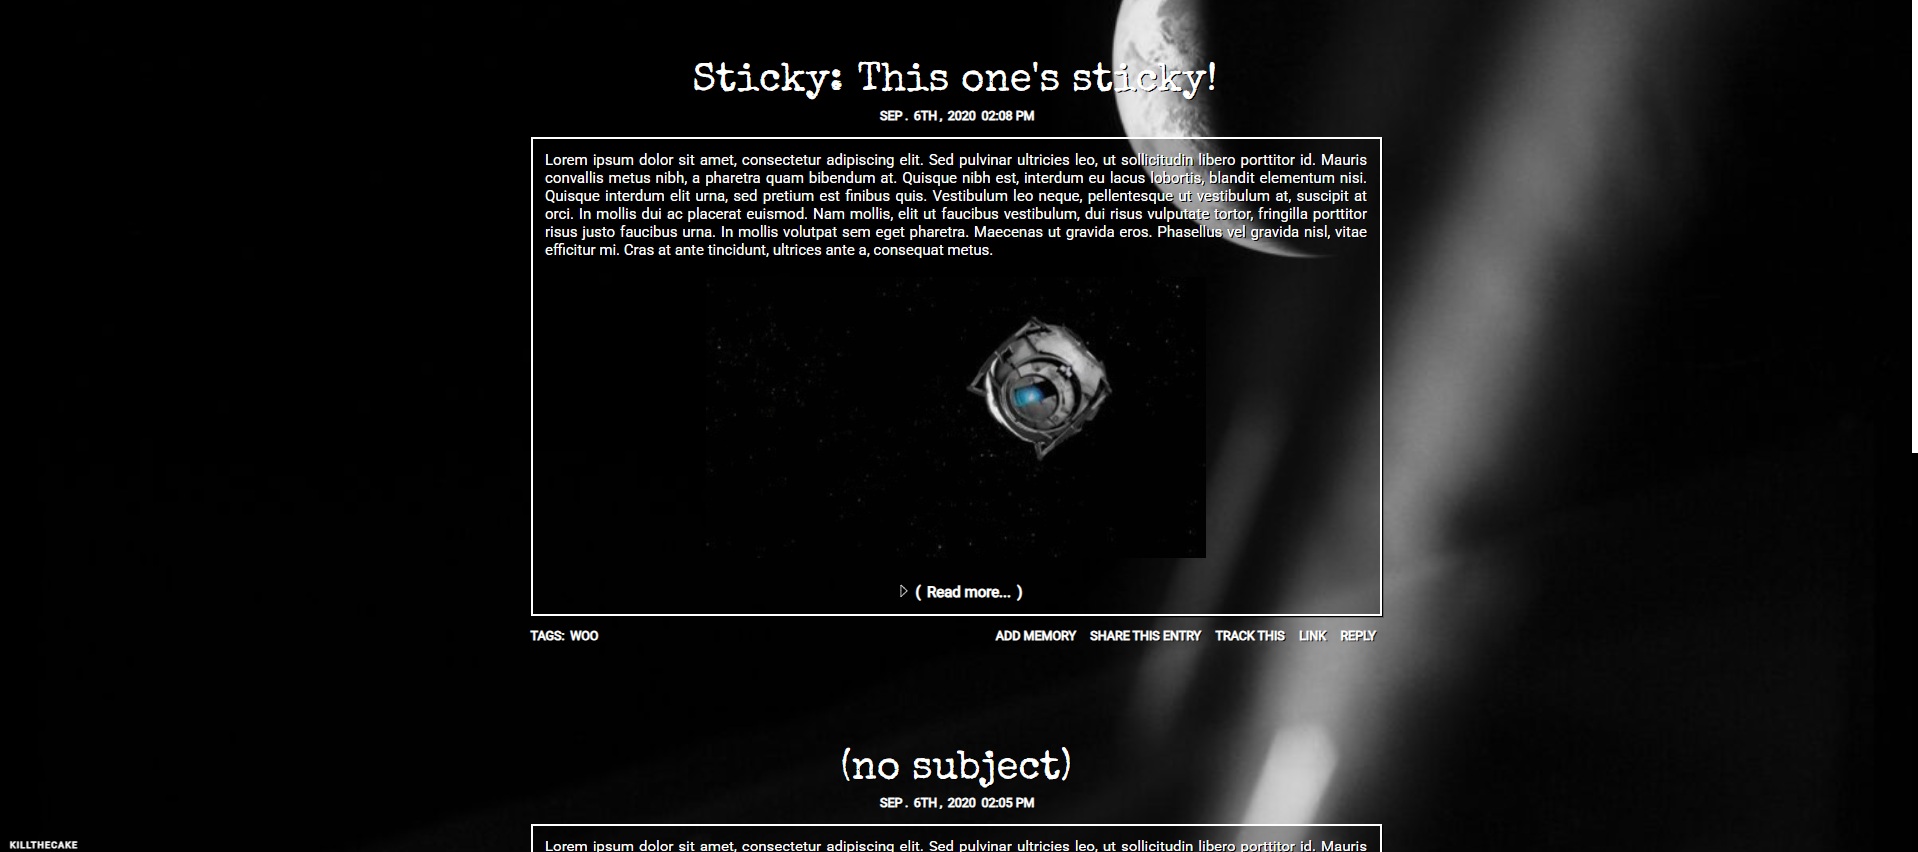 Sticky: This one's sticky!
SEP. 6TH, 2020 02:08 PM
Lorem ipsum dolor sit amet, consectetur adipiscing elit. Sed pulvinar ultricies leo, ut sollicitudin libero porttitor id. Mauris
convallis metus nibh, a pharetra quam bibendum at. Quisque nibh est, interdum eu lacus lobortis, blandit elementum nisi.
Quisque interdum elit urna, sed pretium est finibus quis. Vestibulum leo neque, pellentesque ut vestibulum at, suscipit at
orci. In mollis dui ac placerat euismod. Nam mollis, elit ut faucibus vestibulum, dui risus vulputate tortor, fringilla porttitor
risus justo faucibus urna. In mollis volutpat sem eget pharetra. Maecenas ut gravida eros. Phasellus vel gravida nisl, vitae
efficitur mi. Cras at ante tincidunt, ultrices ante a, consequat metus.
( Read more... )
TAGS: WOO
ADD MEMORY SHARE THIS ENTRY TRACK THIS LINK REPLY
(no subject)
SEP. 6TH, 2020 02:05 PM
Lorem ipsum dolor sit amet, consectetur adipiscing elit. Sed pulvinar ultricies leo, ut sollicitudin libero porttitor id. Mauris
KILLTHECAKE